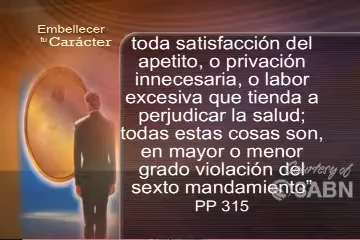 Embellecer
tu Carácter
toda satisfacción del
apetito, o privación
innecesaria, o labor
excesiva que tienda a
perjudicar la salud;
todas estas cosas son,
en mayor o menor
grado violación del
sexto mandamiento”
PP 315
Courtesy of
3ABN